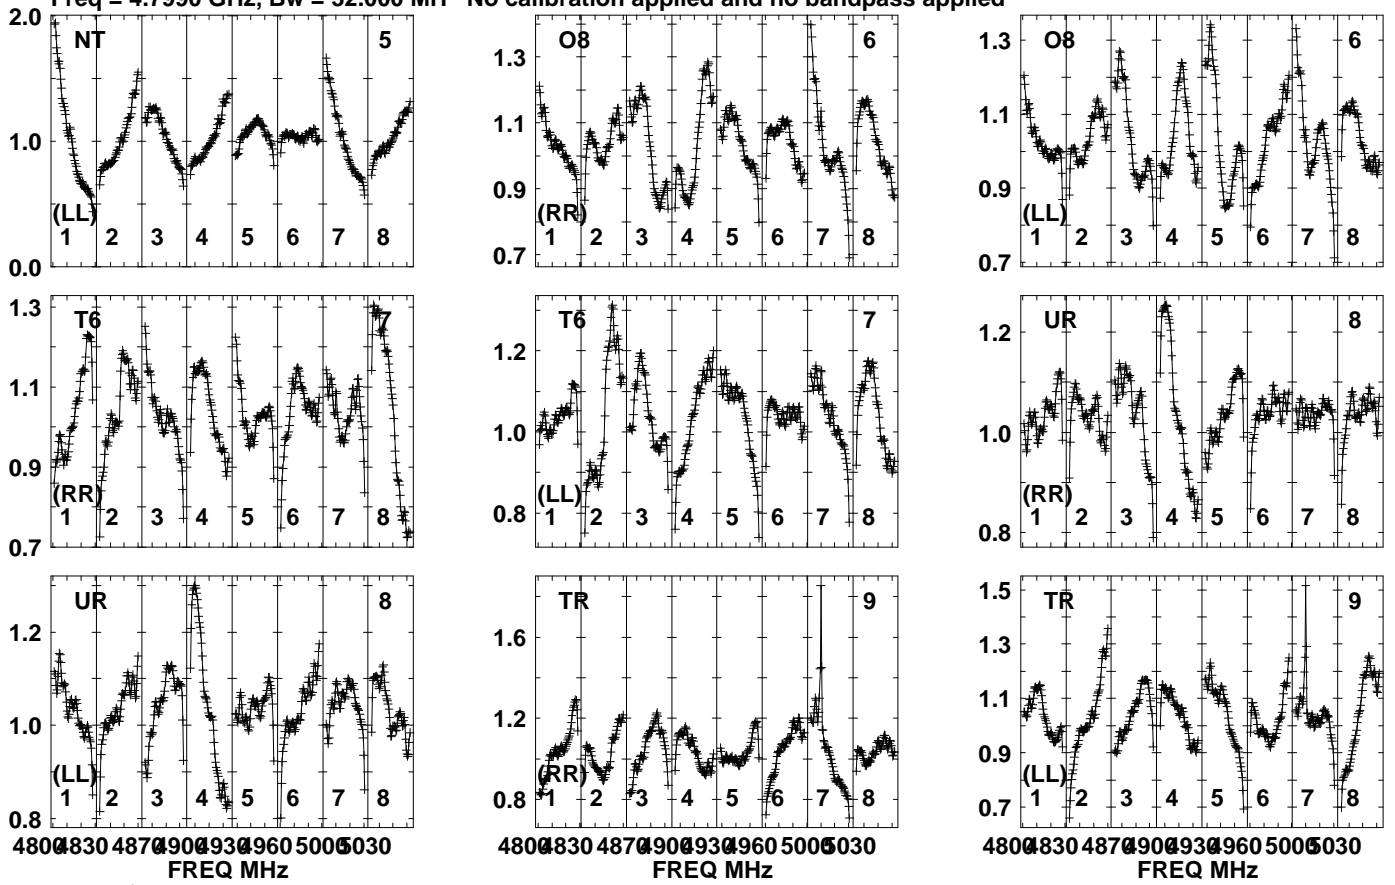 Freq = 4.7990 GHz, Bw = 32.000 MH No calibration applied and no bandpass applied
2.0 NT 5
1.0
(LL)
1 2 3 4 5 6 7 8
0.0
O8 6
1.3
1.1
0.9
(RR)
1 2 3 4 5 6 7 8
0.7
O8 6
1.3
1.1
0.9
(LL)
1 2 3 4 5 6 7 8
0.7
1.3 T6 7
1.1
0.9
(RR)
1 2 3 4 5 6 7 8
0.7
T6 7
1.2
1.0
(LL)
0.8 1 2 3 4 5 6 7 8
UR 8
1.2
1.0
(RR)
1 2 3 4 5 6 7 8
0.8
UR 8
1.2
1.0
(LL)
1 2 3 4 5 6 7 8
0.8
4800 4830 4870 4900 4930 4960 5000 5030
FREQ MHz
TR 9
1.6
1.2
(RR)
0.8 1 2 3 4 5 6 7 8
4800 4830 4870 4900 4930 4960 5000 5030
FREQ MHz
1.5 TR 9
1.3
1.1
0.9
(LL)
0.7 1 2 3 4 5 6 7 8
4800 4830 4870 4900 4930 4960 5000 5030
FREQ MHz